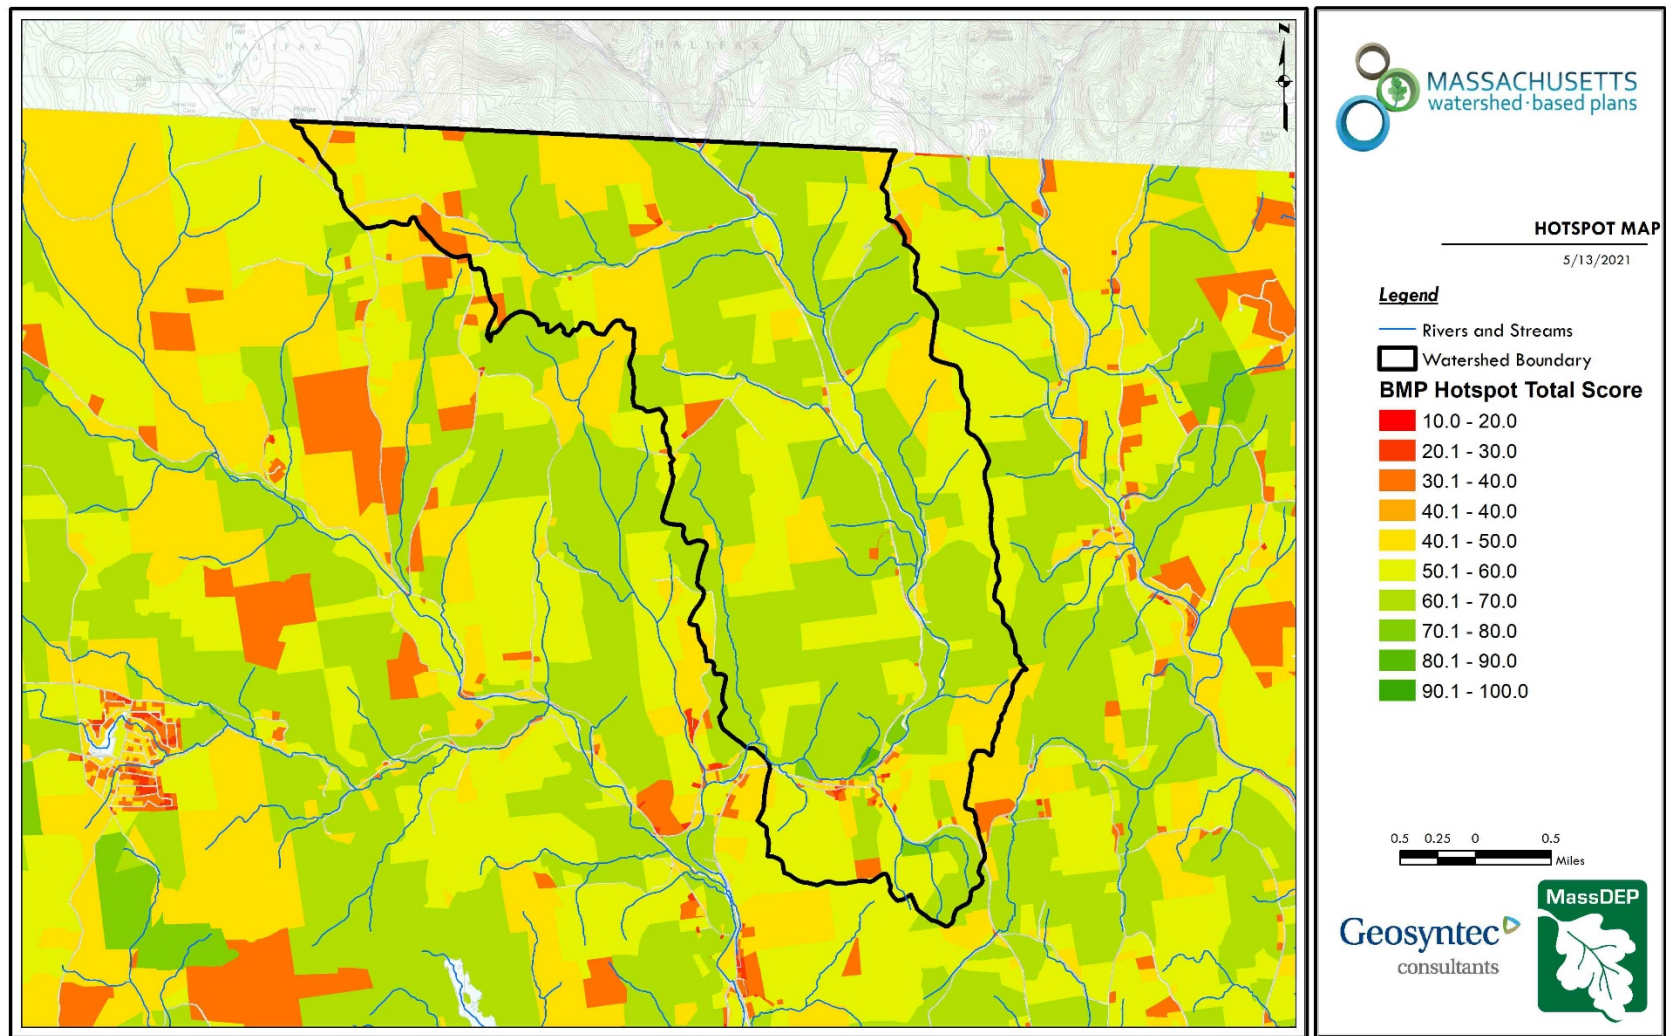 HALIFAX
HALIFAX
N
MASSACHUSETTS
watershed·based plans
HOTSPOT MAP
5/13/2021
Legend
Rivers and Streams
Watershed Boundary
BMP Hotspot Total Score
10.0 - 20.0
20.1 - 30.0
30.1 - 40.0
40.1 - 40.0
40.1 - 50.0
50.1 - 60.0
60.1 - 70.0
70.1 - 80.0
80.1 - 90.0
90.1 - 100.0
0.5 0.25 0 0.5
Miles
Geosyntec
consultants
MassDEP